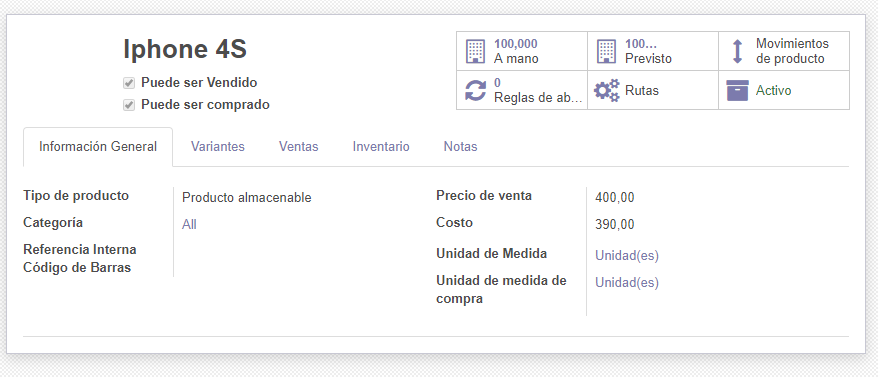 Iphone 4S
Puede ser Vendido
Puede ser comprado
100,000
A mano
100...
Previsto
Movimientos
de producto
0
Reglas de ab...
Rutas
Activo
Información General
Variantes
Ventas
Inventario
Notas
Tipo de producto
Producto almacenable
Categoría
All
Referencia Interna
Código de Barras
Precio de venta
400,00
Costo
390,00
Unidad de Medida
Unidad(es)
Unidad de medida de
compra
Unidad(es)